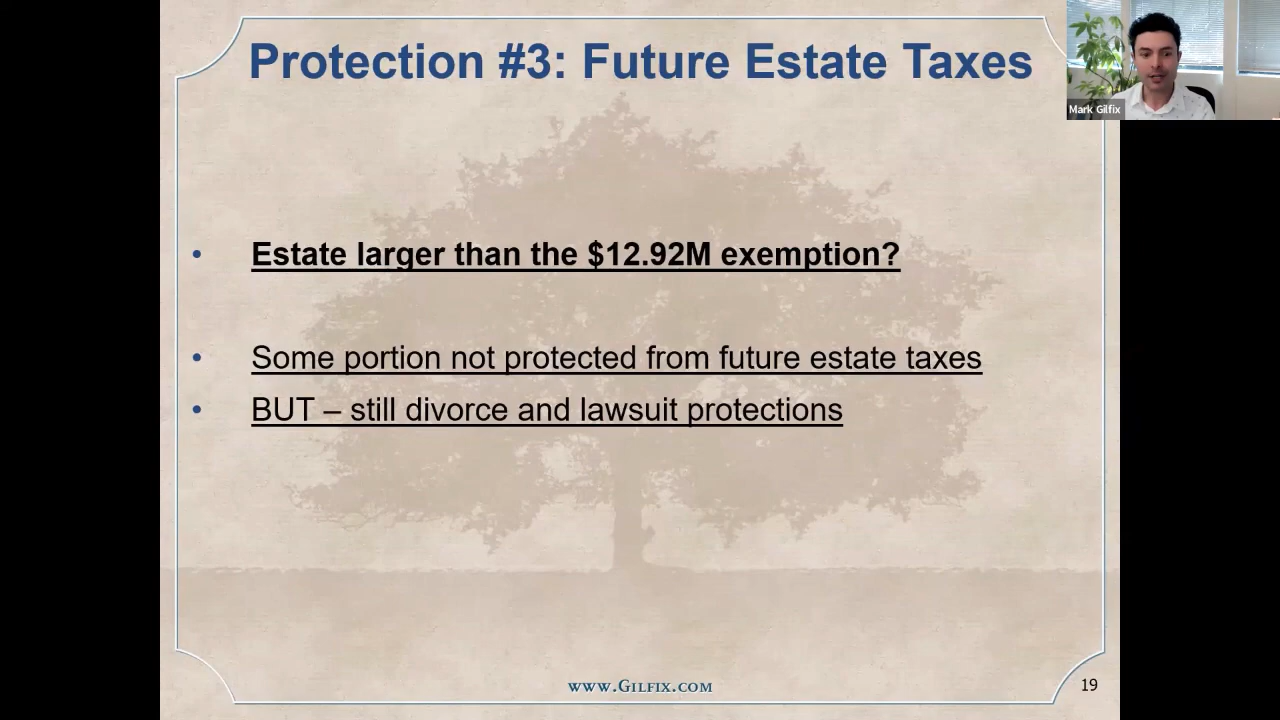 Protection #3: Future Estate Taxes
Mark Gilfix
• Estate larger than the $12.92M exemption?
• Some portion not protected from future estate taxes
• BUT – still divorce and lawsuit protections
www.Gilfix.com
19